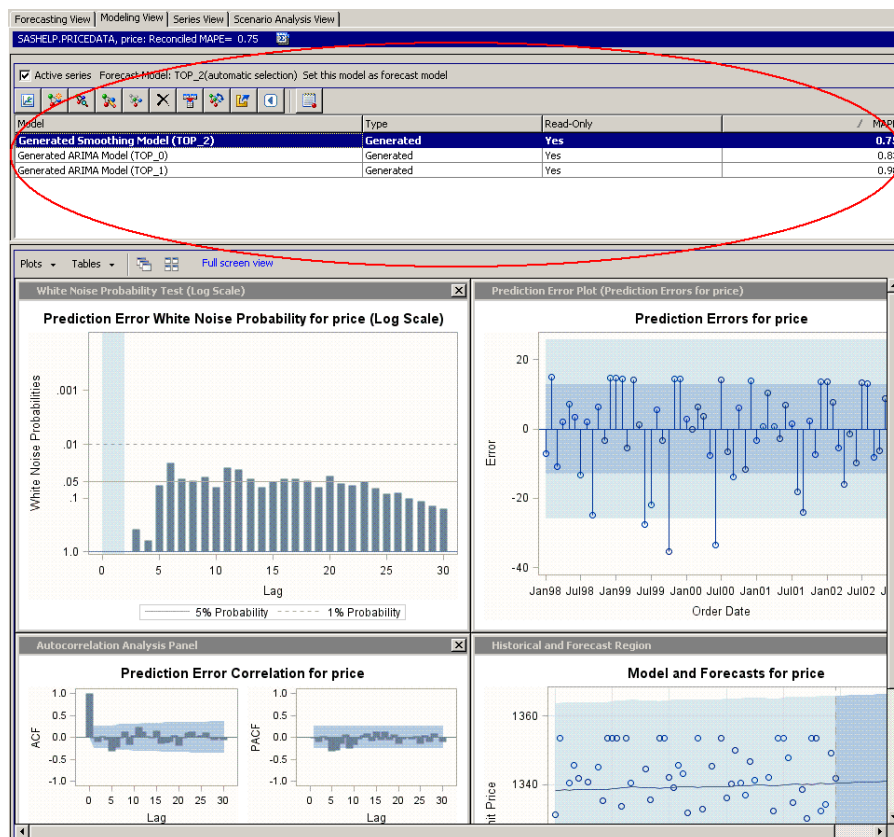 Forecasting View Modeling View Series View Scenario Analysis View
SASHELP.PRICEDATA, price: Reconciled MAPE= 0.75
Active series Forecast Model: TOP_2(automatic selection) Set this model as forecast model
Model Type Read-Only MAPE
Generated Smoothing Model (TOP_2) Generated Yes 0.75
Generated ARIMA Model (TOP_0) Generated Yes
Generated ARIMA Model (TOP_1) Generated Yes
Plots Tables Full screen view
White Noise Probability Test (Log Scale)
Prediction Error White Noise Probability for price (Log Scale)
White Noise Probabilities
.001
.01
.05
.1
1.0
0 5 10 15 20 25 30
Lag
5% Probability 1% Probability
Prediction Error Plot (Prediction Errors for price)
Prediction Errors for price
Error
20
0
-20
-40
Jan98 Jul98 Jan99 Jul99 Jan00 Jul00 Jan01 Jul01 Jan02 Jul02 J
Order Date
Autocorrelation Analysis Panel
Prediction Error Correlation for price
ACF
1.0
0.5
0.0
-0.5
-1.0
0 5 10 15 20 25 30
Lag
PACF
1.0
0.5
0.0
-0.5
-1.0
0 5 10 15 20 25 30
Lag
Historical and Forecast Region
Model and Forecasts for price
nit Price
1360
1340